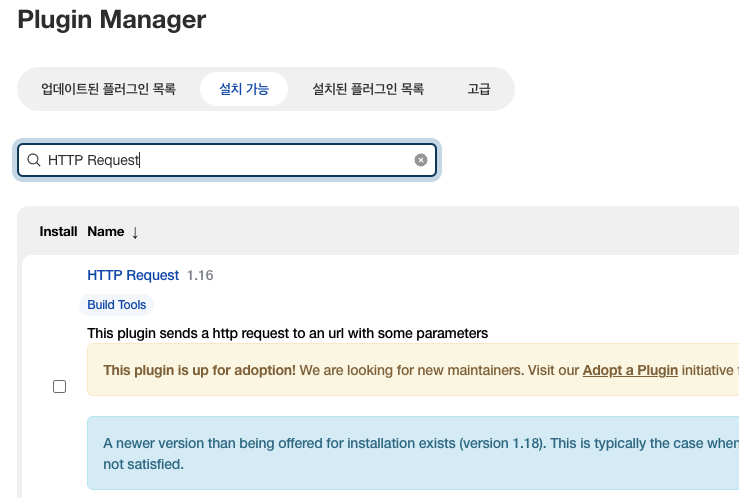 Plugin Manager
업데이트된 플러그인 목록 설치 가능 설치된 플러그인 목록 고급
HTTP Request
Install Name ↓
HTTP Request 1.16
Build Tools
This plugin sends a http request to an url with some parameters
This plugin is up for adoption! We are looking for new maintainers. Visit our Adopt a Plugin initiative
A newer version than being offered for installation exists (version 1.18). This is typically the case when
not satisfied.